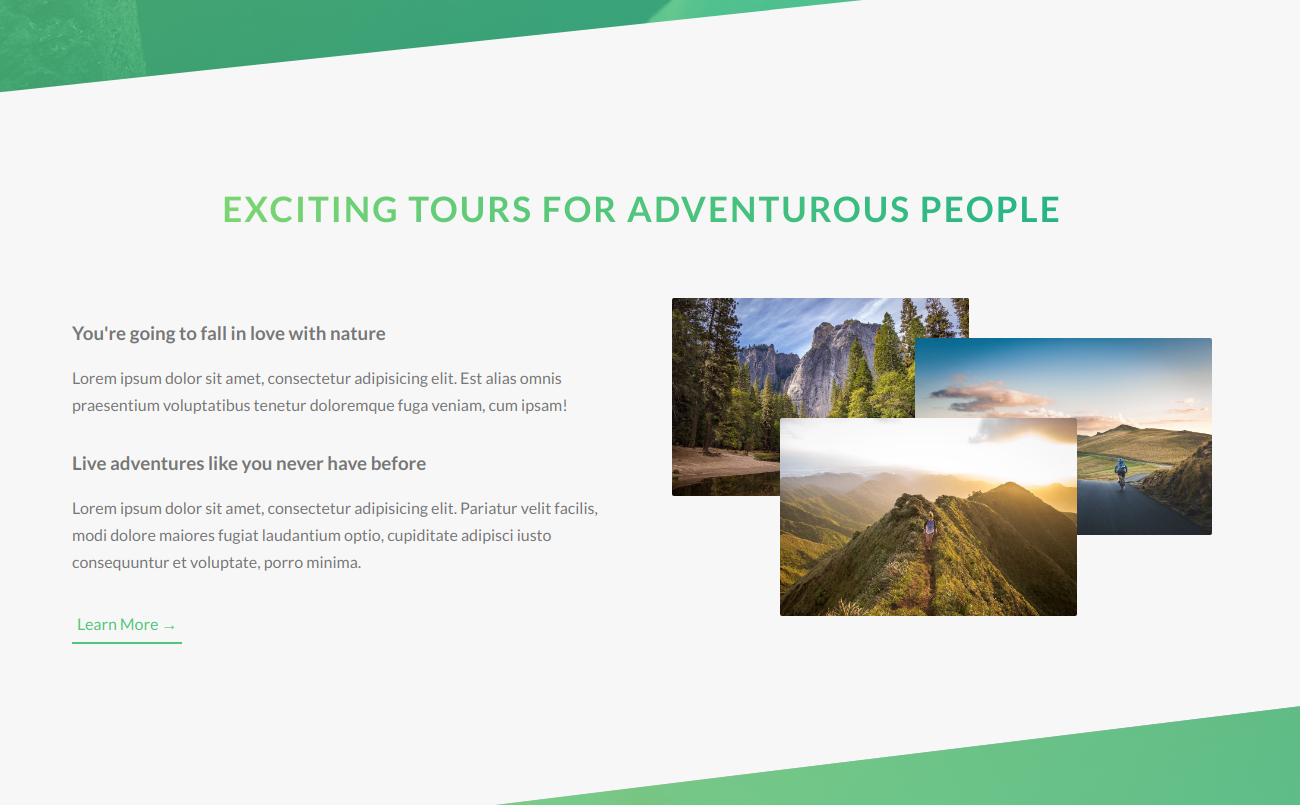 EXCITING TOURS FOR ADVENTUROUS PEOPLE
You're going to fall in love with nature
Lorem ipsum dolor sit amet, consectetur adipisicing elit. Est alias omnis
praesentium voluptatibus tenetur doloremque fuga veniam, cum ipsam!
Live adventures like you never have before
Lorem ipsum dolor sit amet, consectetur adipisicing elit. Pariatur velit facilis,
modi dolore maiores fugiat laudantium optio, cupiditate adipisci iusto
consequuntur et voluptate, porro minima.
Learn More →